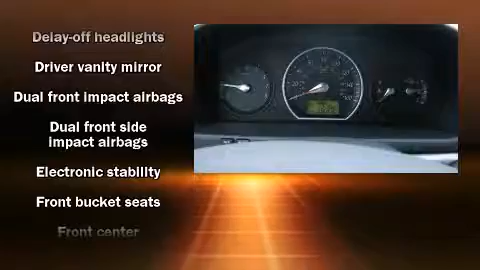 Delay-off headlights
Driver vanity mirror
Dual front impact airbags
Dual front side
impact airbags
Electronic stability
Front bucket seats
Front center